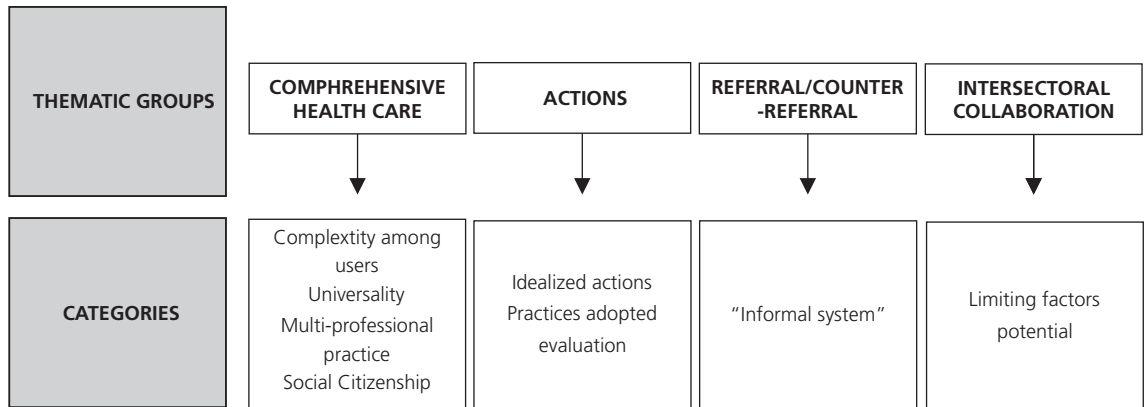 THEMATIC GROUPS
COMPHREHENSIVE
HEALTH CARE
ACTIONS
REFERRAL/COUNTER
-REFERRAL
INTERSECTORAL
COLLABORATION
CATEGORIES
Complextity among
users
Universality
Multi-professional
practice
Social Citizenship
Idealized actions
Practices adopted
evaluation
“Informal system”
Limiting factors
potential